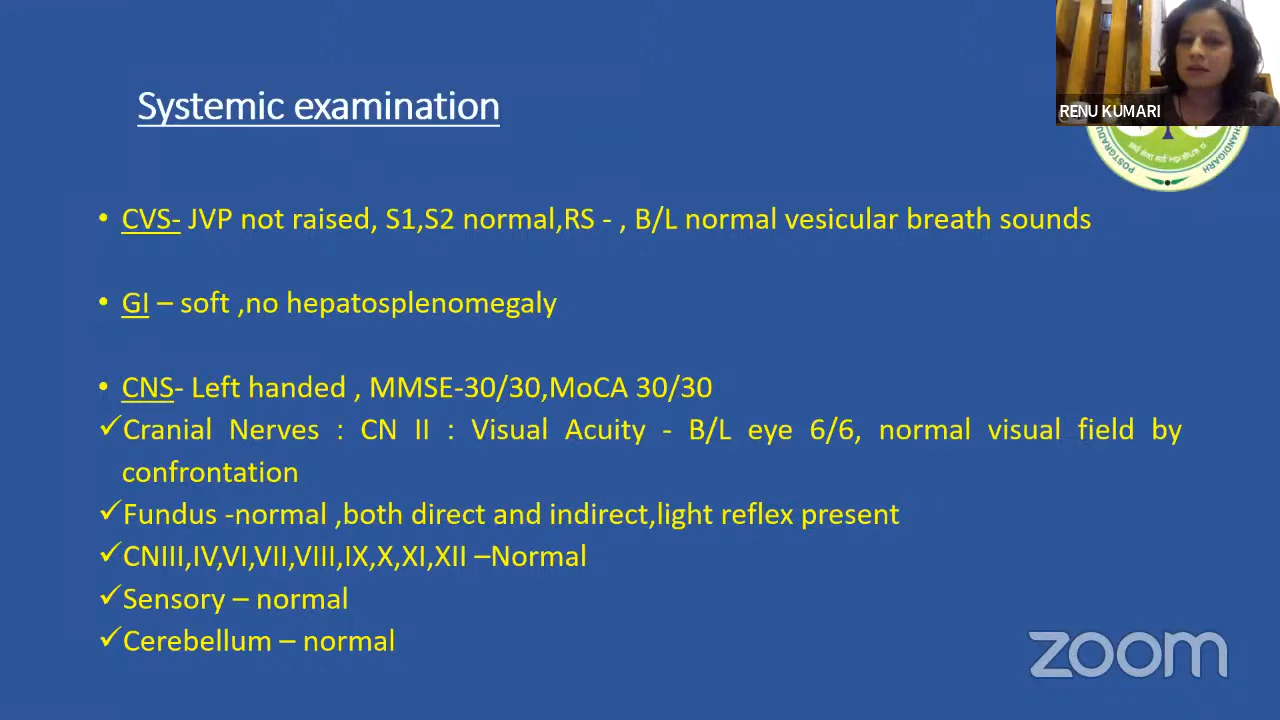 Systemic examination
RENU KUMARI
POSTGRADU
CHANDIGARH
• CVS- JVP not raised, S1,S2 normal,RS - , B/L normal vesicular breath sounds
• GI – soft ,no hepatosplenomegaly
• CNS- Left handed , MMSE-30/30,MoCA 30/30
✓Cranial Nerves : CN II : Visual Acuity - B/L eye 6/6, normal visual field by
confrontation
✓Fundus -normal ,both direct and indirect,light reflex present
✓CNIII,IV,VI,VII,VIII,IX,X,XI,XII –Normal
✓Sensory – normal
✓Cerebellum – normal
zoom